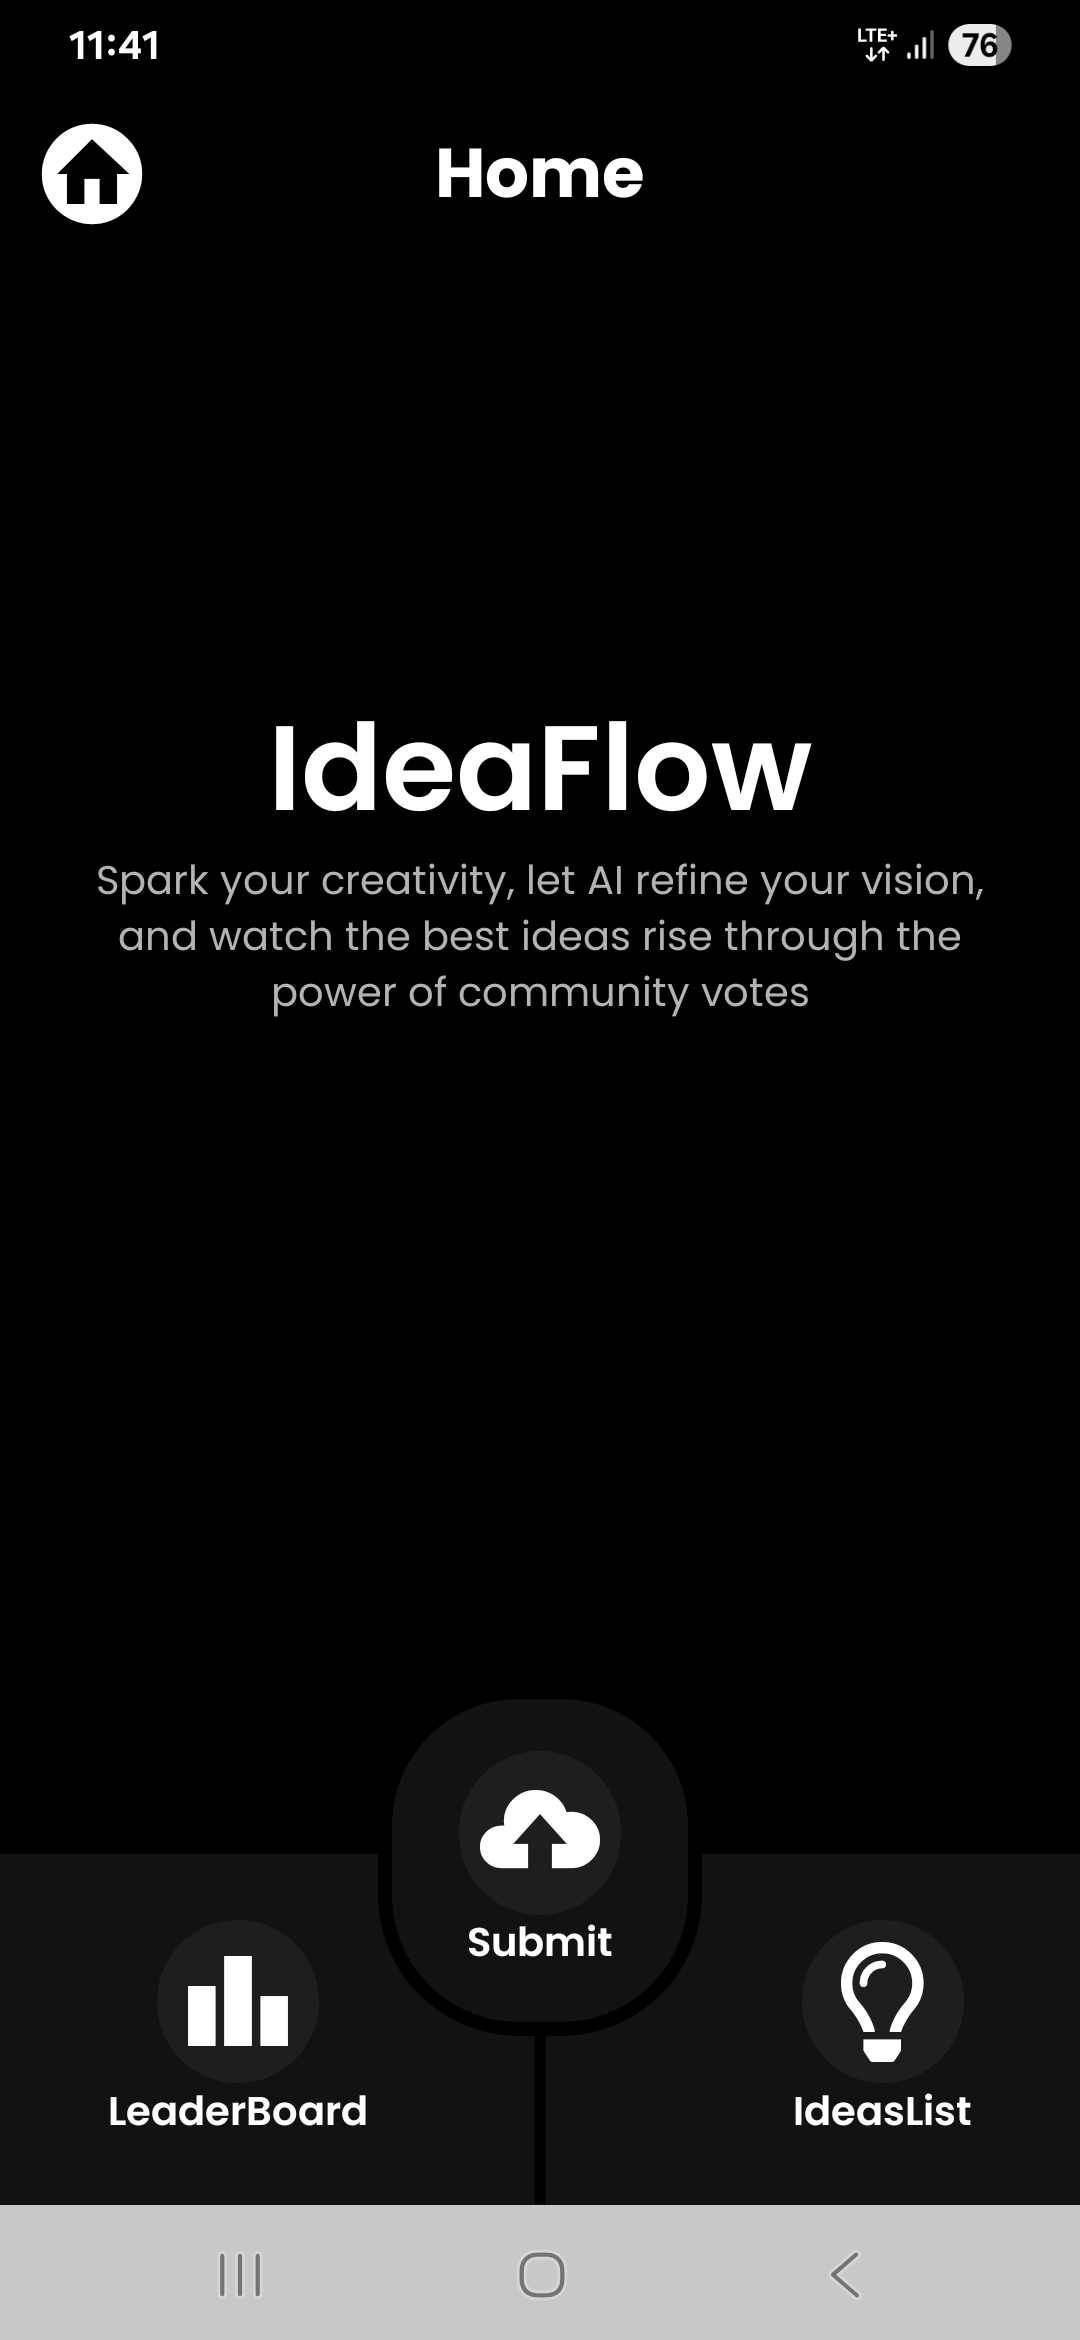 11:41
LTE+
76
Home
IdeaFlow
Spark your creativity, let AI refine your vision,
and watch the best ideas rise through the
power of community votes
Submit
LeaderBoard
IdeasList